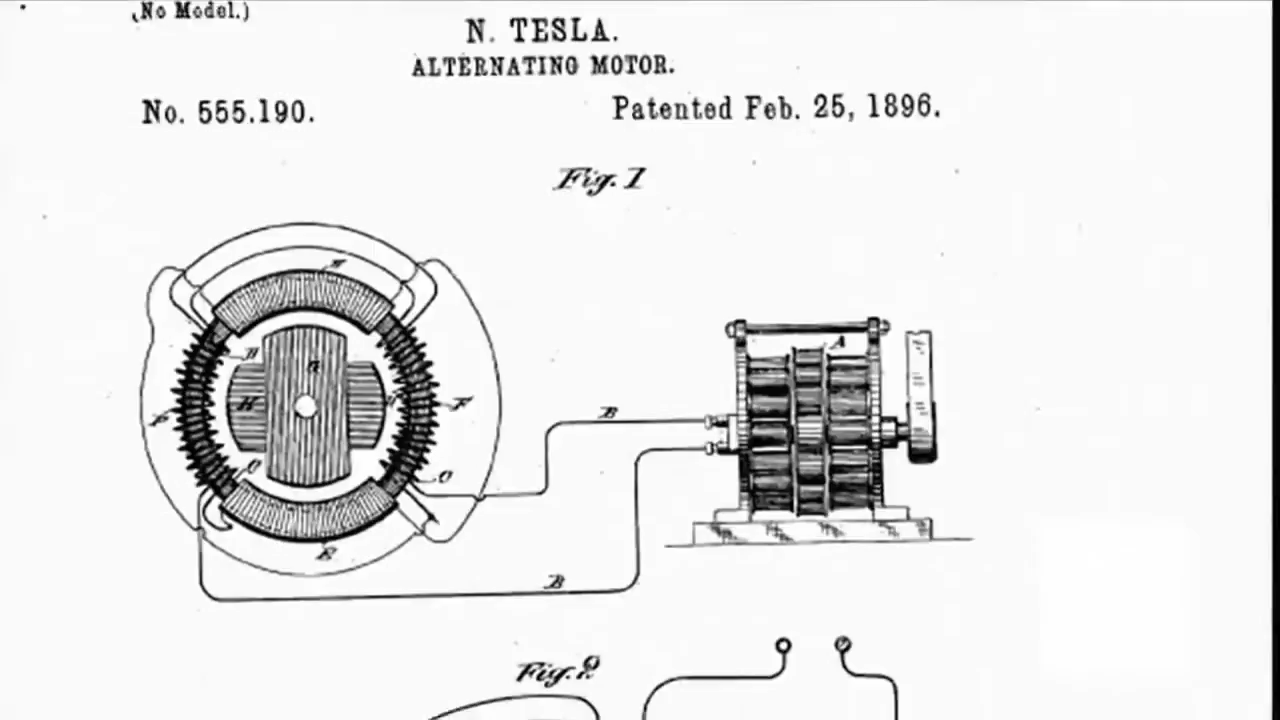 (No Model.)
N. TESLA.
ALTERNATING MOTOR.
No. 555.190.
Patented Feb. 25, 1896.
Fig. 1
A
B
B
F
C
E
B
Fig. 2